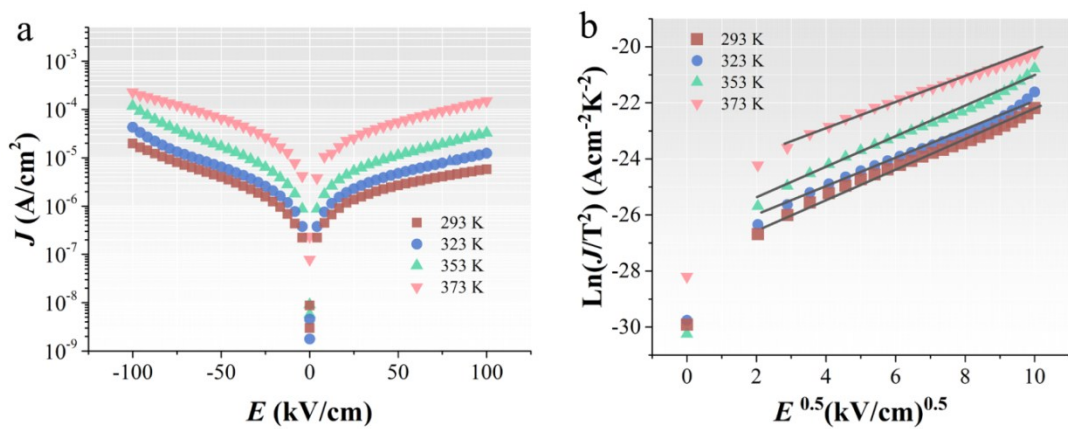 a
10⁻³
10⁻⁴
10⁻⁵
10⁻⁶
10⁻⁷
10⁻⁸
10⁻⁹
J (A/cm²)
293 K
323 K
353 K
373 K
-100
-50
0
50
100
E (kV/cm)
b
-20
-22
-24
-26
-28
-30
Ln(J/T²) (Acm⁻²K⁻²)
293 K
323 K
353 K
373 K
0
2
4
6
8
10
E ⁰·⁵(kV/cm)⁰·⁵